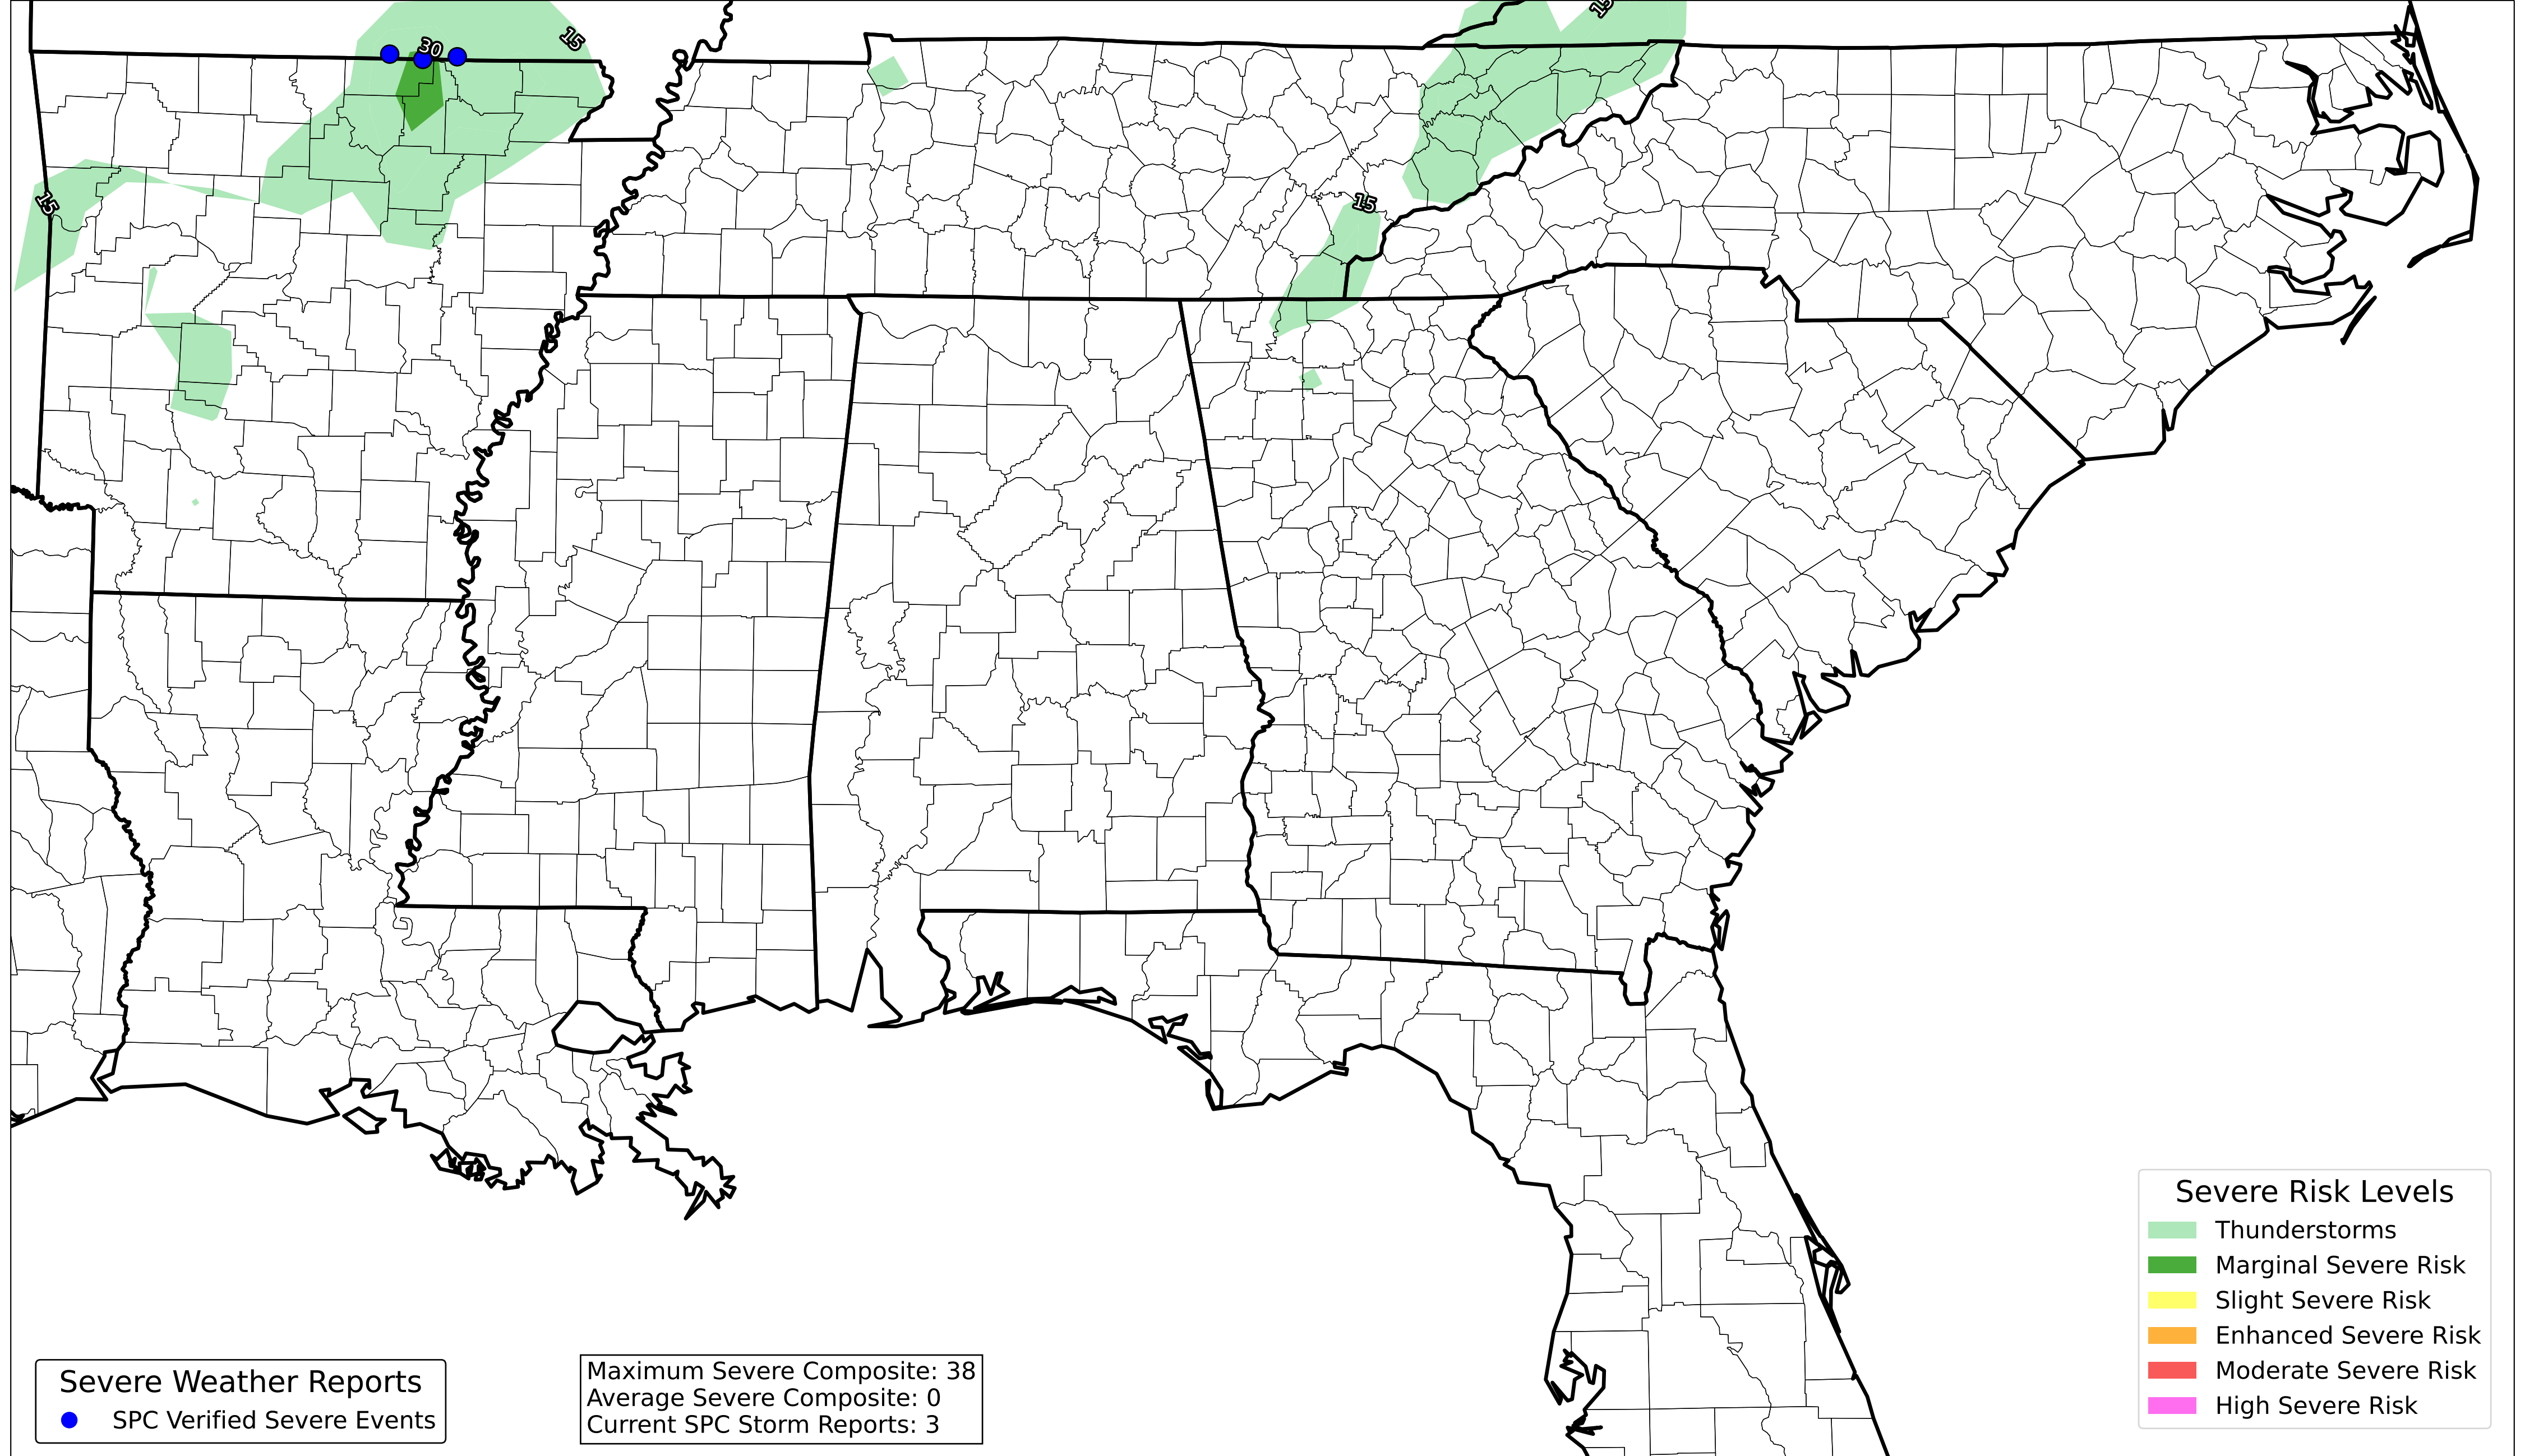 15
30
15
15
15
Severe Risk Levels
Thunderstorms
Marginal Severe Risk
Slight Severe Risk
Enhanced Severe Risk
Moderate Severe Risk
High Severe Risk
Severe Weather Reports
SPC Verified Severe Events
Maximum Severe Composite: 38
Average Severe Composite: 0
Current SPC Storm Reports: 3